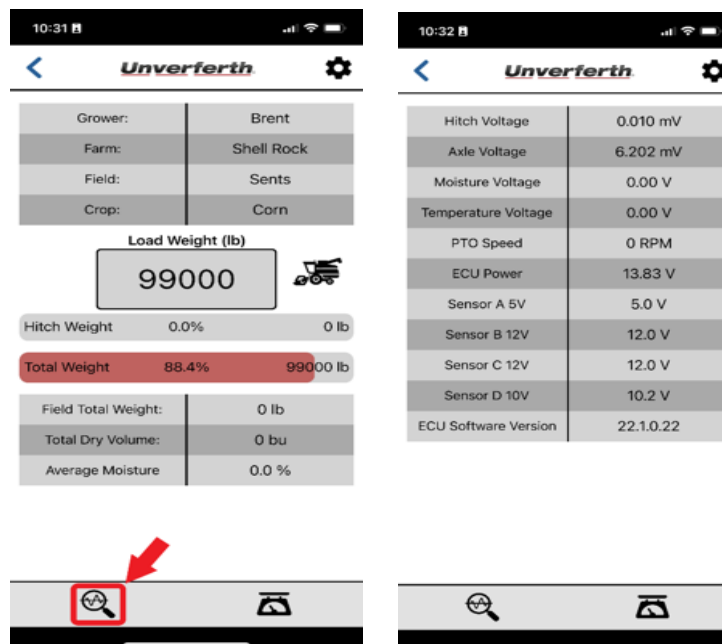 10:31
Unverferth
Grower: Brent
Farm: Shell Rock
Field: Sents
Crop: Corn
Load Weight (lb)
99000
Hitch Weight 0.0% 0 lb
Total Weight 88.4% 99000 lb
Field Total Weight: 0 lb
Total Dry Volume: 0 bu
Average Moisture 0.0 %
10:32
Unverferth
Hitch Voltage 0.010 mV
Axle Voltage 6.202 mV
Moisture Voltage 0.00 V
Temperature Voltage 0.00 V
PTO Speed 0 RPM
ECU Power 13.83 V
Sensor A 5V 5.0 V
Sensor B 12V 12.0 V
Sensor C 12V 12.0 V
Sensor D 10V 10.2 V
ECU Software Version 22.1.0.22